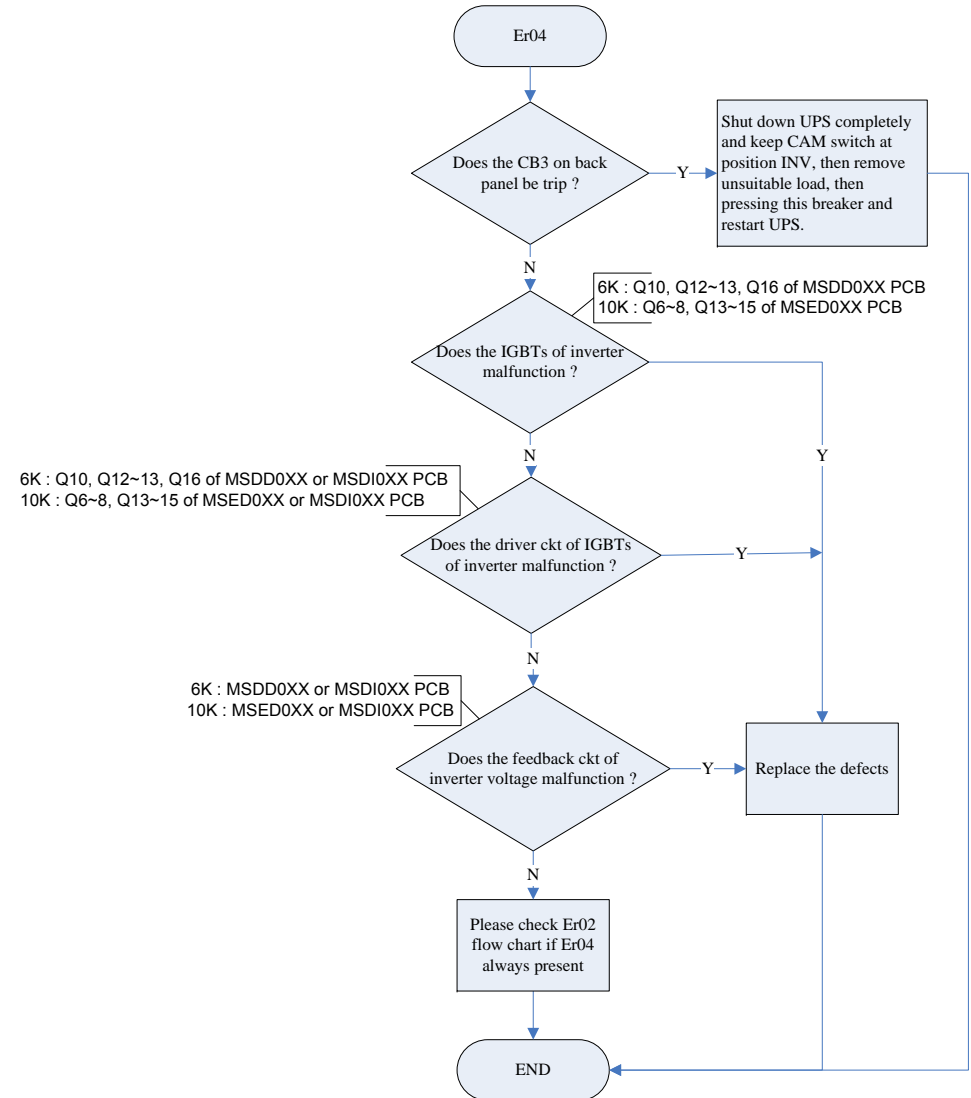 Er04
Does the CB3 on back
panel be trip ?
Y
Shut down UPS completely
and keep CAM switch at
position INV, then remove
unsuitable load, then
pressing this breaker and
restart UPS.
N
6K : Q10, Q12~13, Q16 of MSDD0XX PCB
10K : Q6~8, Q13~15 of MSED0XX PCB
Does the IGBTs of inverter
malfunction ?
Y
N
6K : Q10, Q12~13, Q16 of MSDD0XX or MSDI0XX PCB
10K : Q6~8, Q13~15 of MSED0XX or MSDI0XX PCB
Does the driver ckt of IGBTs
of inverter malfunction ?
Y
N
6K : MSDD0XX or MSDI0XX PCB
10K : MSED0XX or MSDI0XX PCB
Does the feedback ckt of
inverter voltage malfunction ?
Y
Replace the defects
N
Please check Er02
flow chart if Er04
always present
END